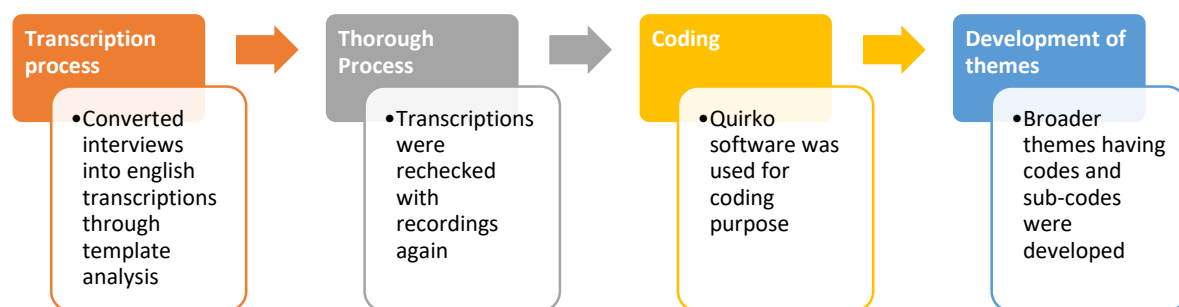 Transcription
process
•Converted
interviews
into english
transcriptions
through
template
analysis
Thorough
Process
•Transcriptions
were
rechecked
with
recordings
again
Coding
•Quirko
software was
used for
coding
purpose
Development of
themes
•Broader
themes having
codes and
sub-codes
were
developed